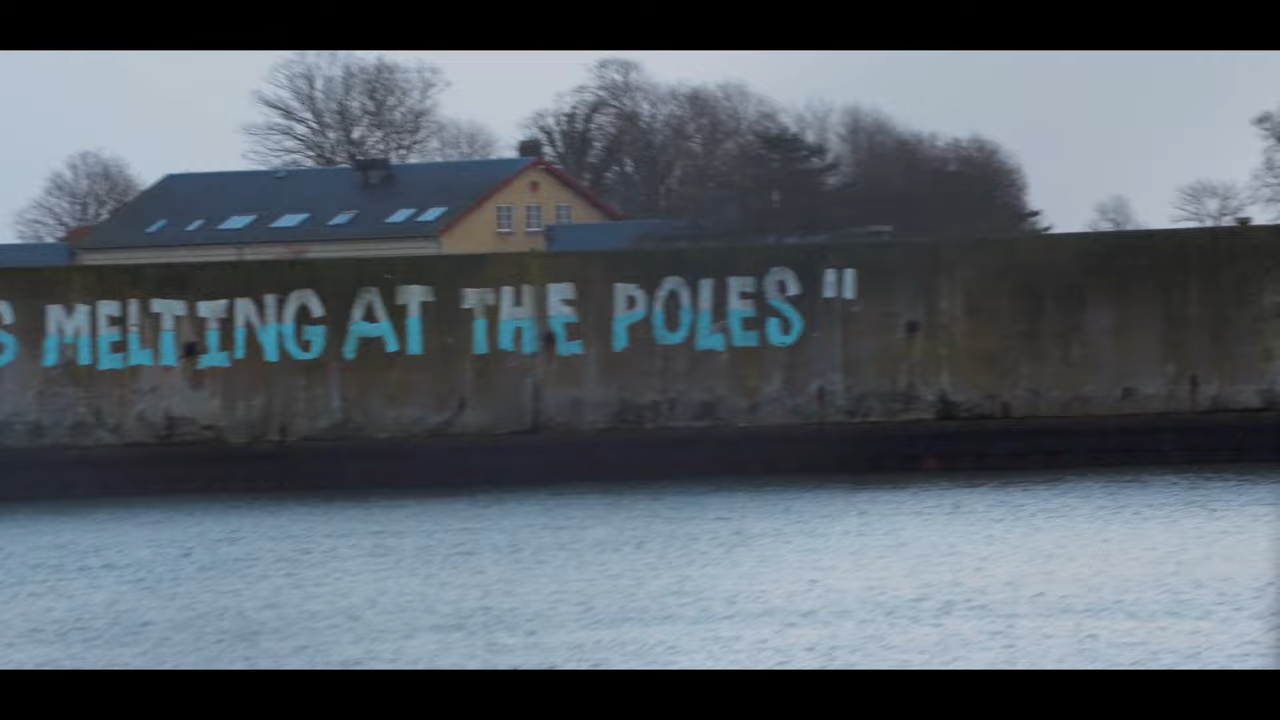 S MELTING AT THE POLES "